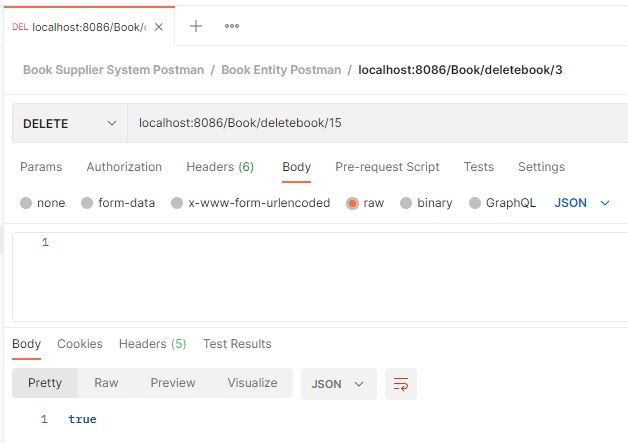 DEL localhost:8086/Book/
Book Supplier System Postman / Book Entity Postman / localhost:8086/Book/deletebook/3
DELETE localhost:8086/Book/deletebook/15
Params Authorization Headers (6) Body Pre-request Script Tests Settings
none form-data x-www-form-urlencoded raw binary GraphQL JSON
1
Body Cookies Headers (5) Test Results
Pretty Raw Preview Visualize JSON
1 true